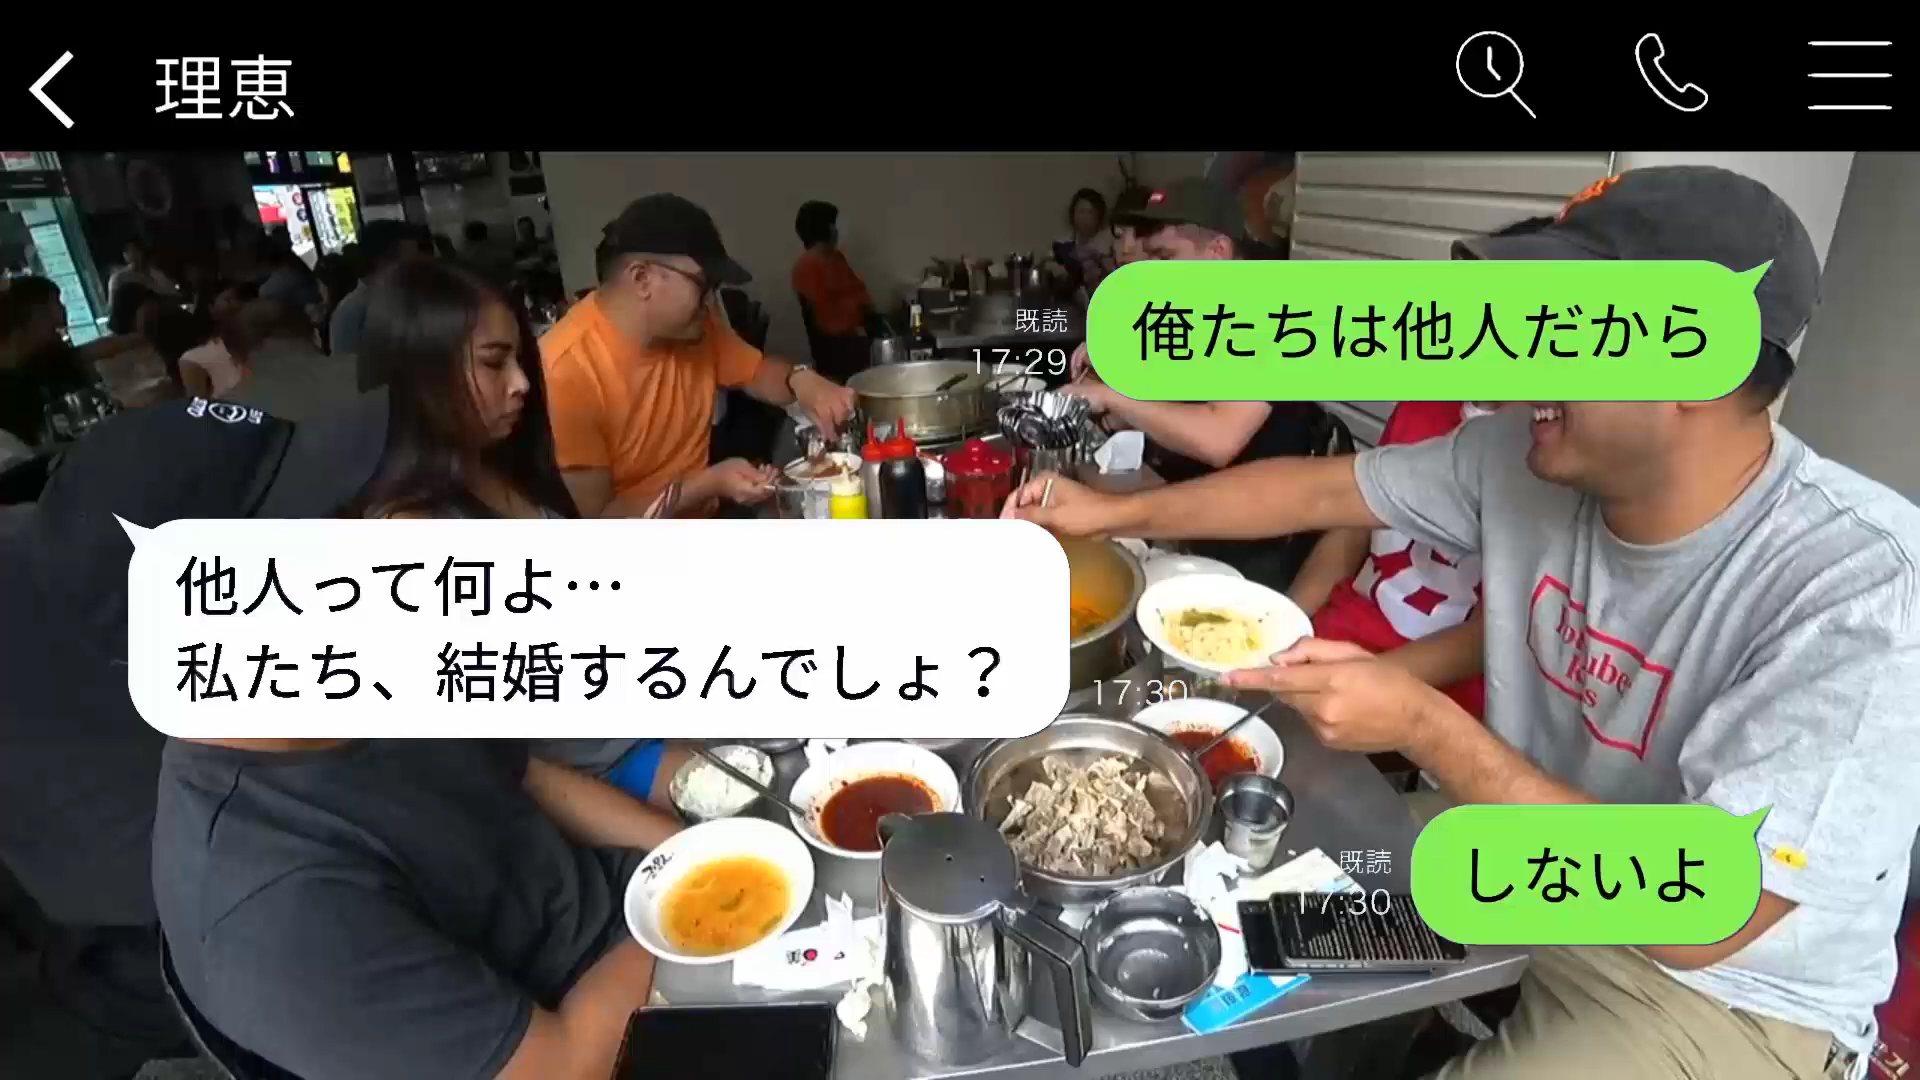 理恵
俺たちは他人だから
既読
17:29
他人って何よ…
私たち、結婚するんでしょ？
17:30
しないよ
既読
17:30